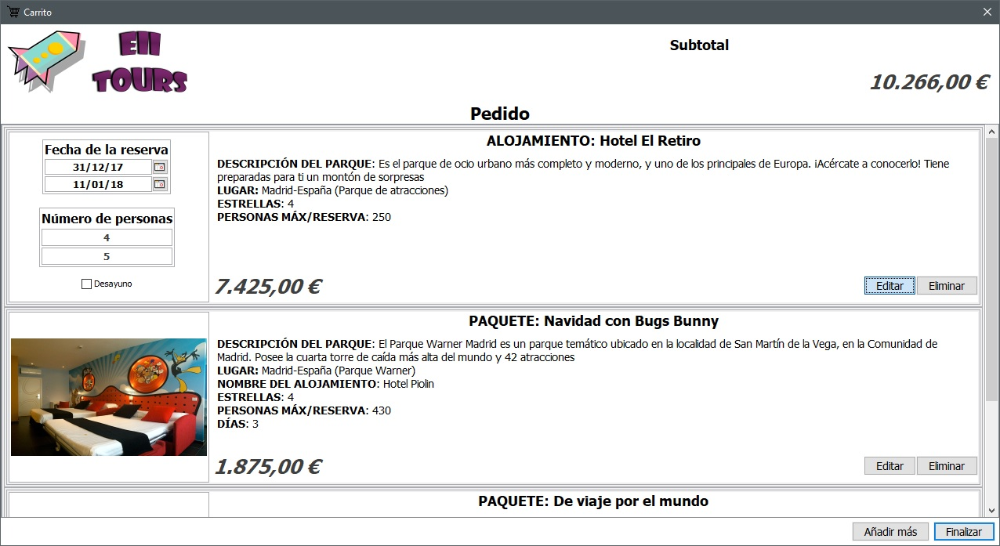 Carrito
EII
TOURS
Subtotal
10.266,00 €
Pedido
Fecha de la reserva
31/12/17
11/01/18
Número de personas
4
5
Desayuno
ALOJAMIENTO: Hotel El Retiro
DESCRIPCIÓN DEL PARQUE: Es el parque de ocio urbano más completo y moderno, y uno de los principales de Europa. ¡Acércate a conocerlo! Tiene
preparadas para ti un montón de sorpresas
LUGAR: Madrid-España (Parque de atracciones)
ESTRELLAS: 4
PERSONAS MÁX/RESERVA: 250
7.425,00 €
Editar
Eliminar
PAQUETE: Navidad con Bugs Bunny
DESCRIPCIÓN DEL PARQUE: El Parque Warner Madrid es un parque temático ubicado en la localidad de San Martín de la Vega, en la Comunidad de
Madrid. Posee la cuarta torre de caída más alta del mundo y 42 atracciones
LUGAR: Madrid-España (Parque Warner)
NOMBRE DEL ALOJAMIENTO: Hotel Piolin
ESTRELLAS: 4
PERSONAS MÁX/RESERVA: 430
DÍAS: 3
1.875,00 €
Editar
Eliminar
PAQUETE: De viaje por el mundo
Añadir más
Finalizar